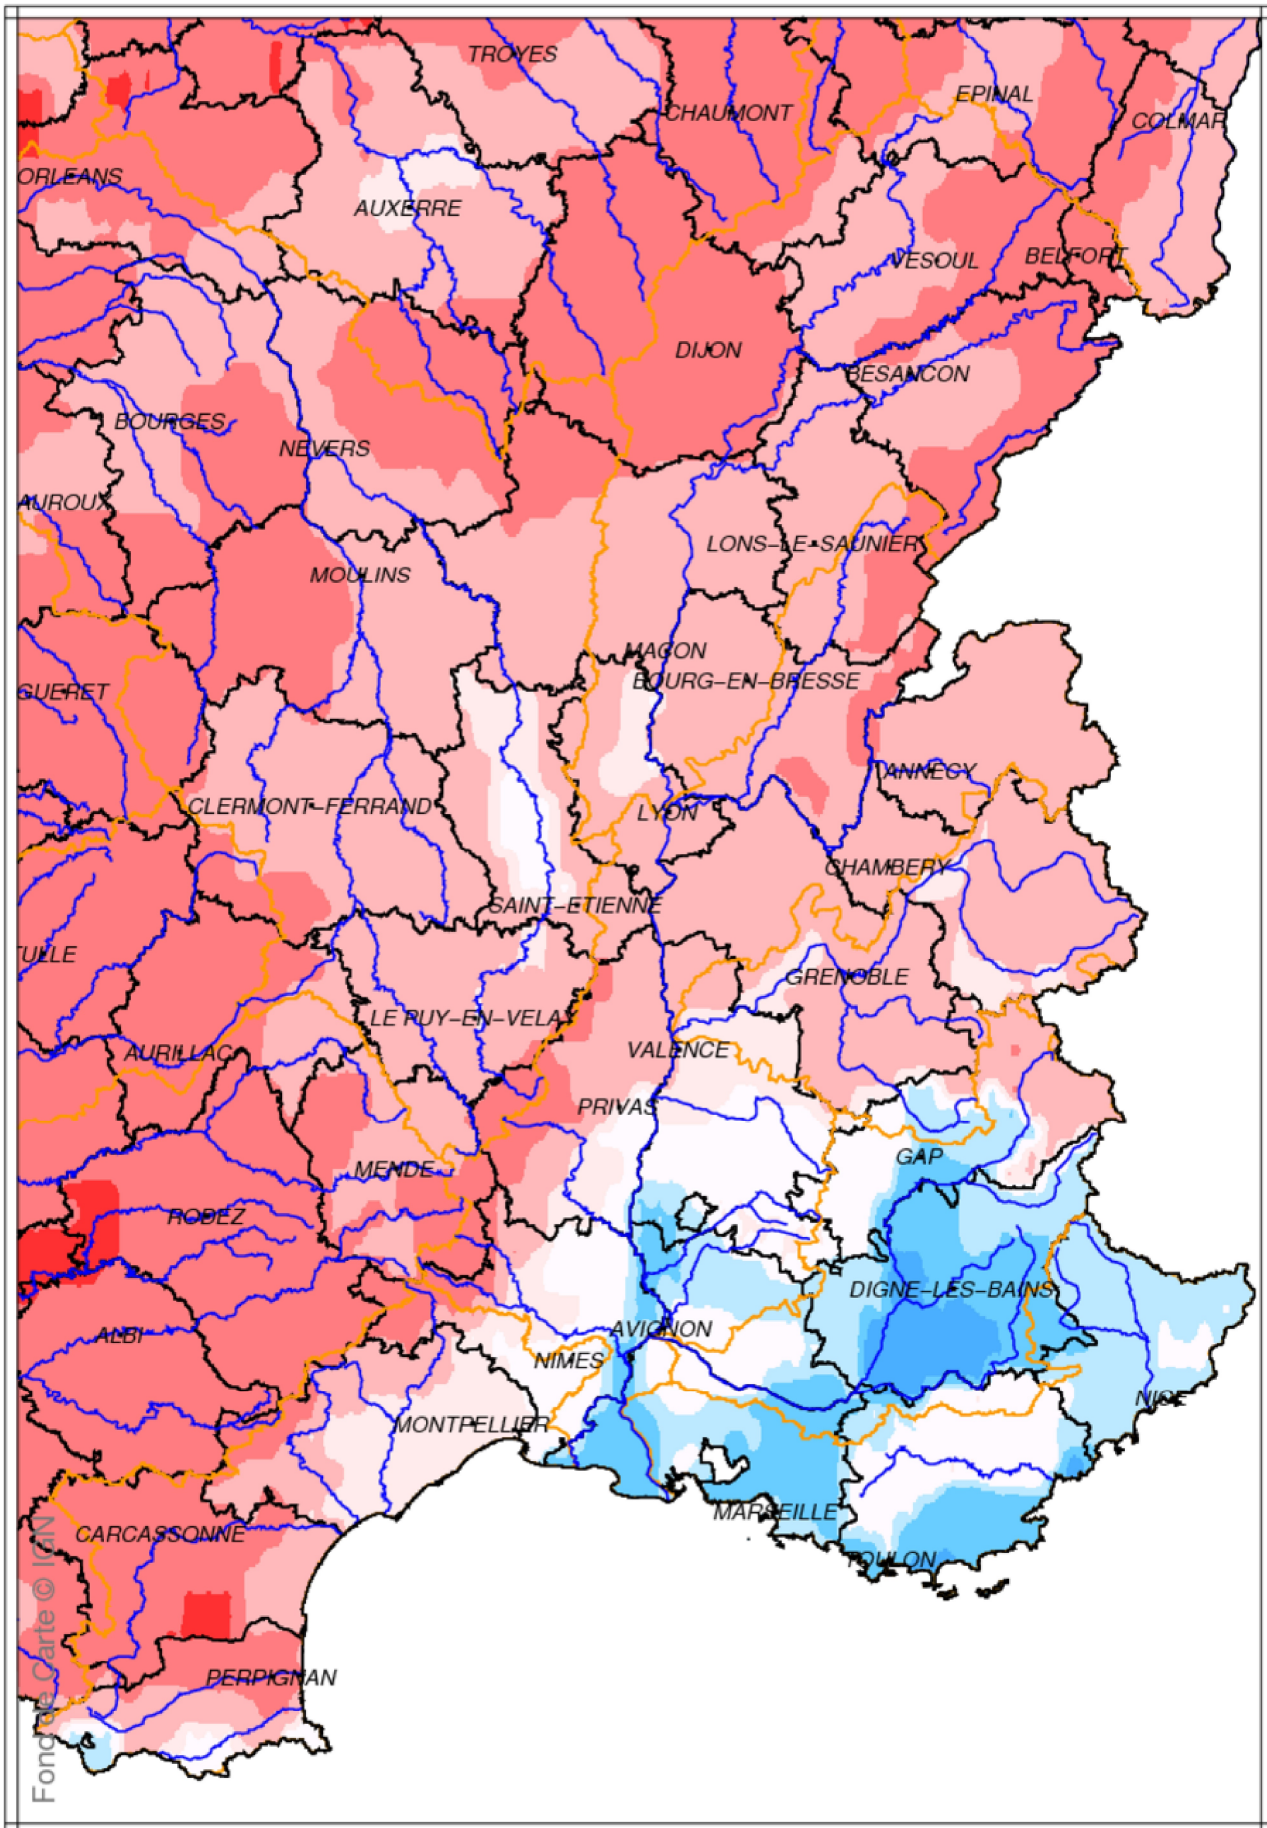 TROYES
EPINAL
CHAUMONT
COLMAR
ORLEANS
AUXERRE
VESOUL
BELFORT
DIJON
BESANCON
BOURGES
NEVERS
AUROUX
LONS-LE-SAUNIER
MOULINS
MACON
BOURG-EN-BRESSE
GUERET
ANNECY
CLERMONT-FERRAND
LYON
CHAMBERY
SAINT-ETIENNE
TULLE
GRENOBLE
LE PUY-EN-VELAY
VALENCE
AURILLAC
PRIVAS
GAP
MENDE
RODEZ
DIGNE-LES-BAINS
AVIGNON
ALBI
NIMES
NICE
MONTPELLIER
MARSEILLE
CARCASSONNE
TOULON
PERPIGNAN
Fond de Carte © IGN